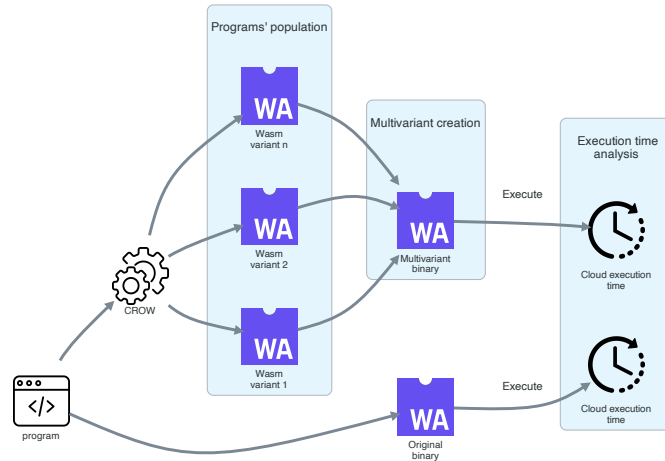 Programs' population
WA
Wasm
variant n
WA
Wasm
variant 2
WA
Wasm
variant 1
CROW
</>
program
Multivariant creation
WA
Multivariant
binary
WA
Original
binary
Execute
Execute
Execution time
analysis
Cloud execution
time
Cloud execution
time